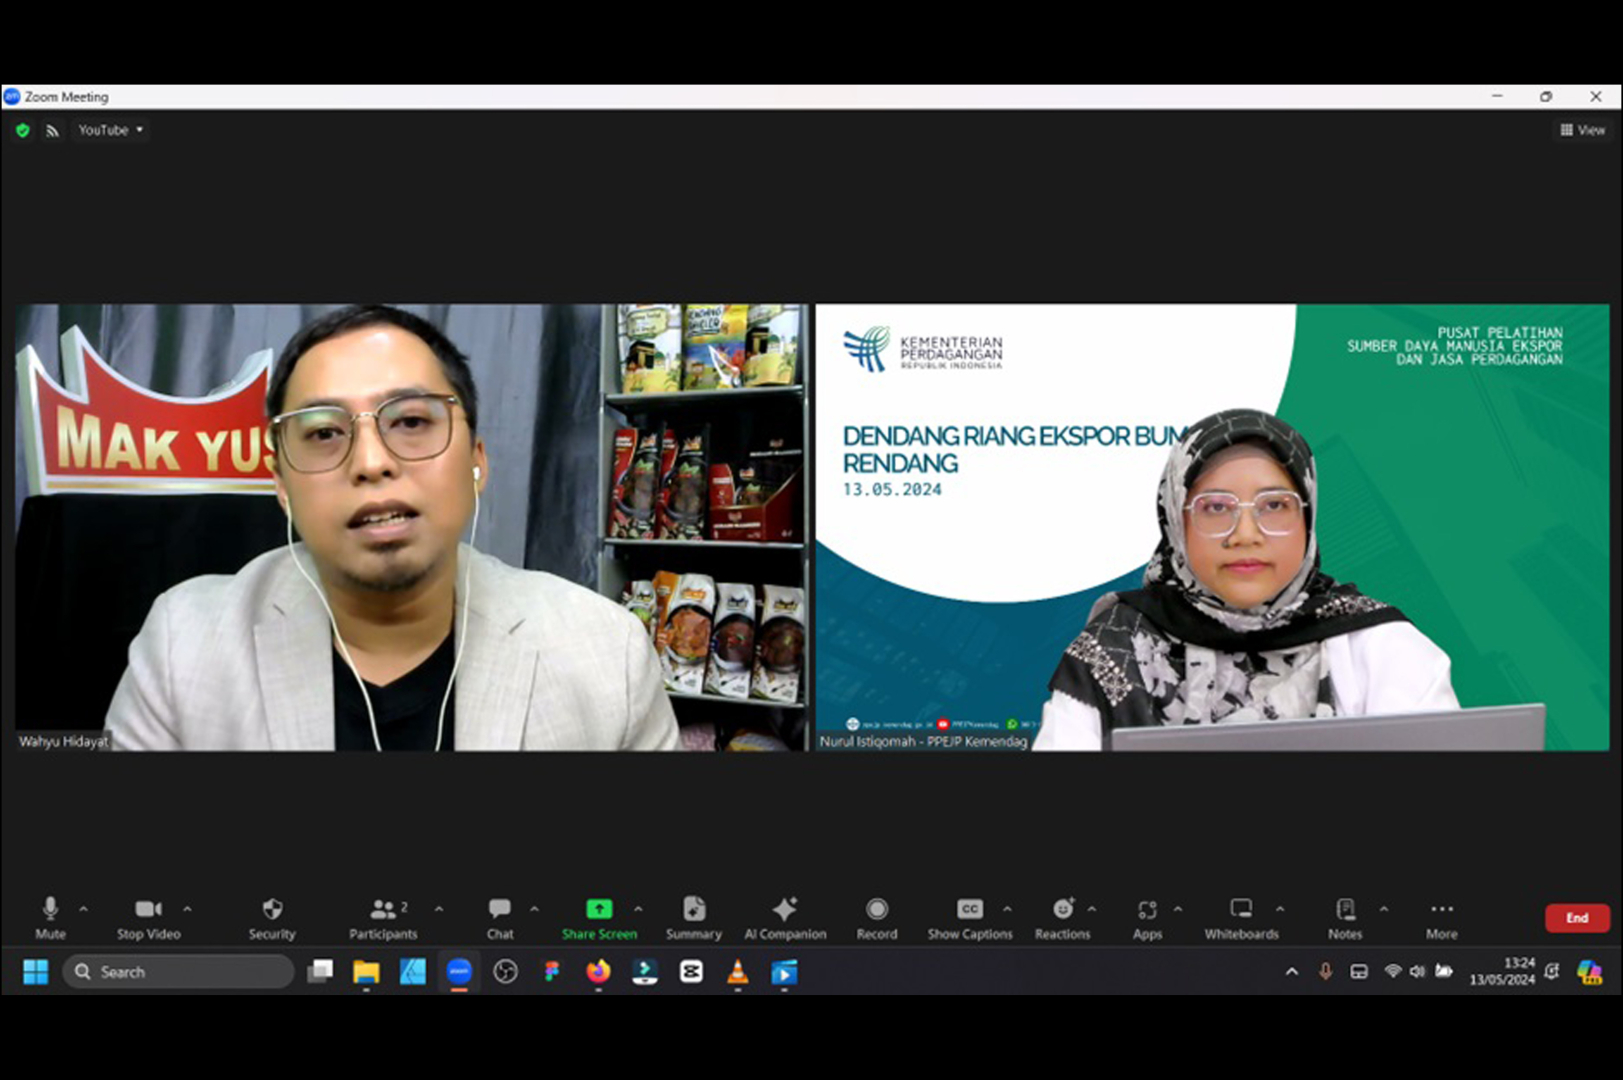 Zoom Meeting
YouTube
View
MAK YUS
Wahyu Hidayat
KEMENTERIAN
PERDAGANGAN
REPUBLIK INDONESIA
PUSAT PELATIHAN
SUMBER DAYA MANUSIA EKSPOR
DAN JASA PERDAGANGAN
DENDANG RIANG EKSPOR BUM
RENDANG
13.05.2024
Nurul Istiqomah - PPEJP Kemendag
Mute
Stop Video
Security
Participants
2
Chat
Share Screen
Summary
AI Companion
Record
CC
Show Captions
Reactions
Apps
Whiteboards
Notes
More
End
Search
zoom
13:24
13/05/2024